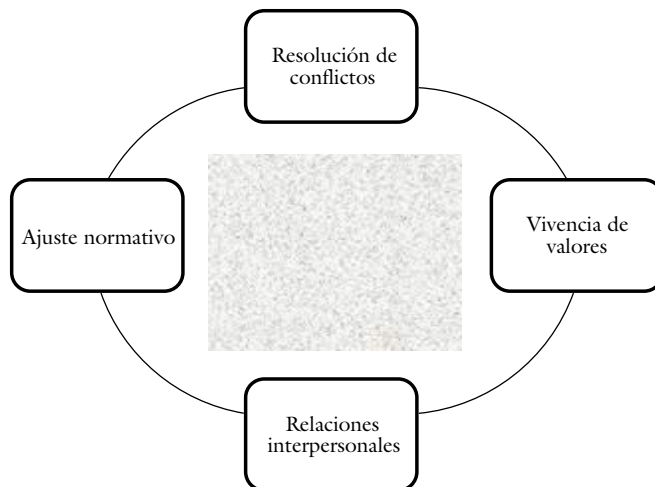 Resolución de
conflictos
Ajuste normativo
Vivencia de
valores
Relaciones
interpersonales